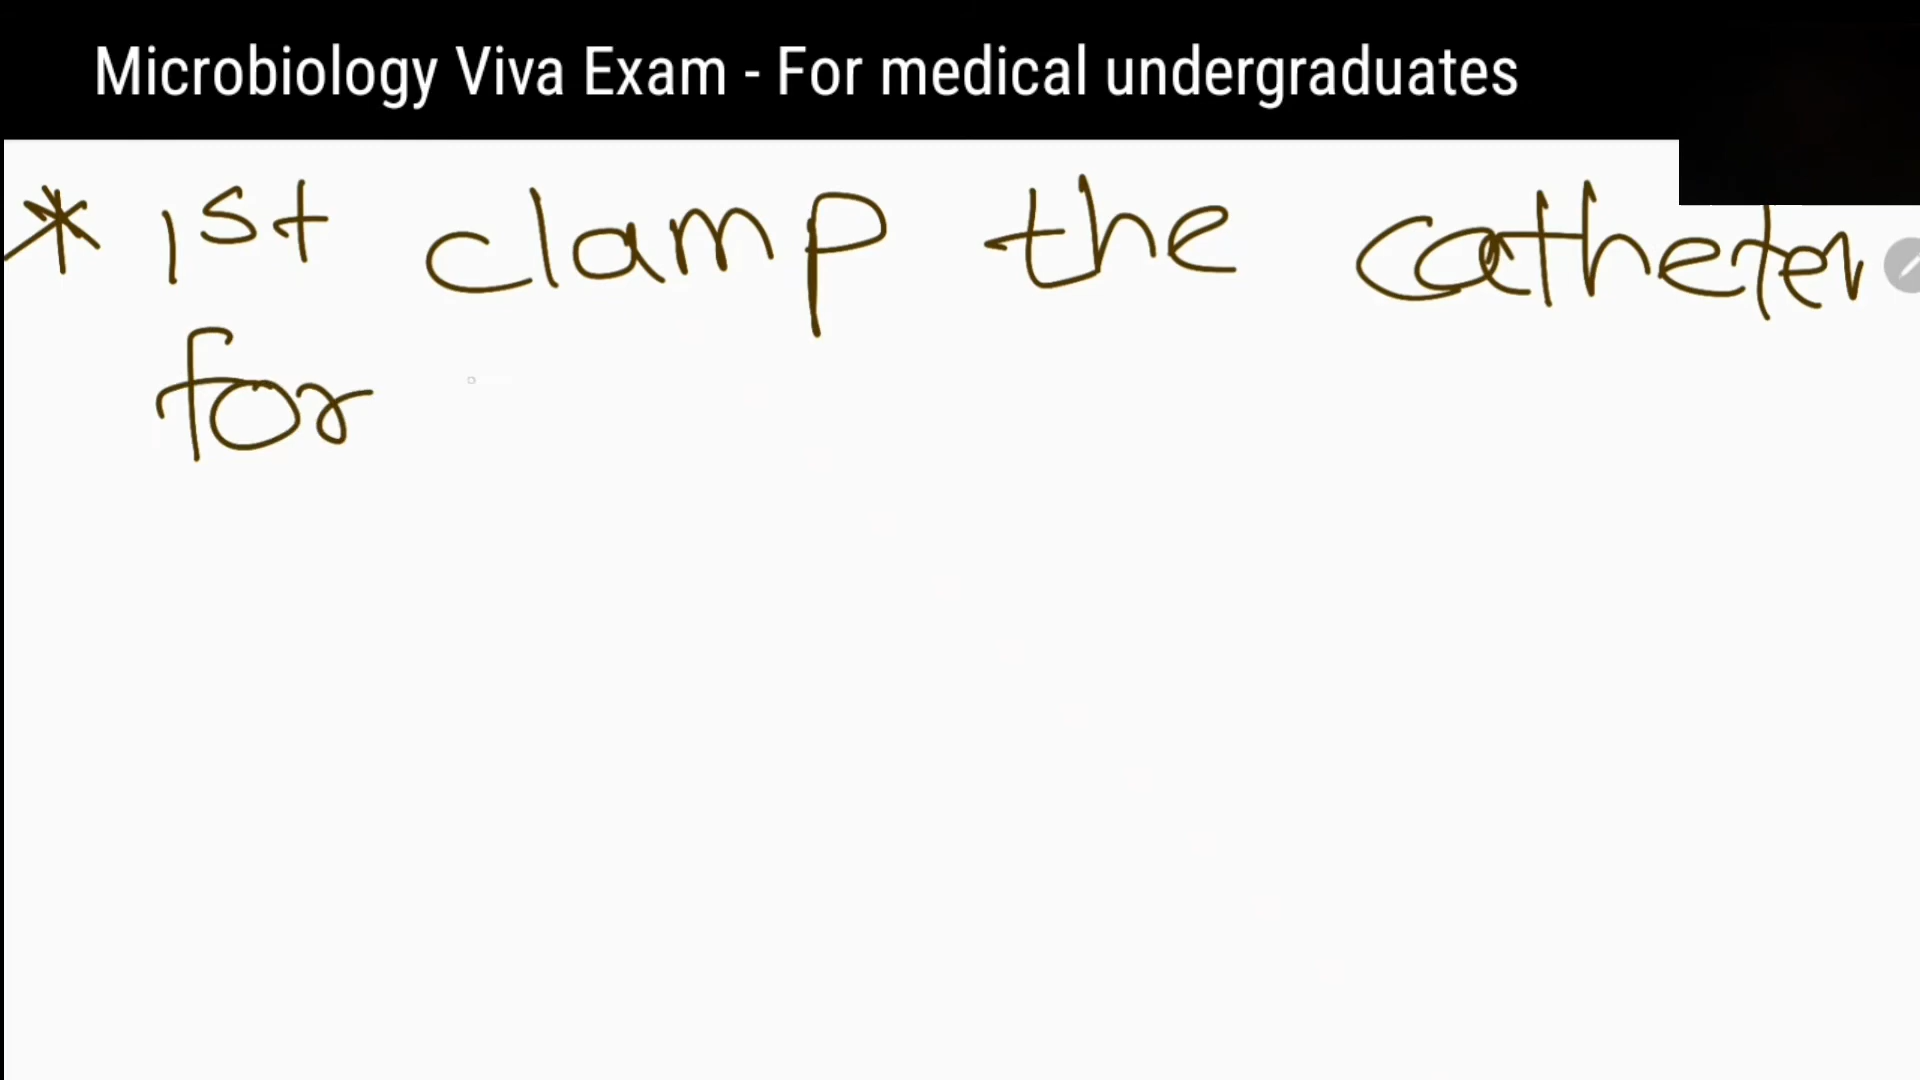 Microbiology Viva Exam - For medical undergraduates
* 1st clamp the catheter
for